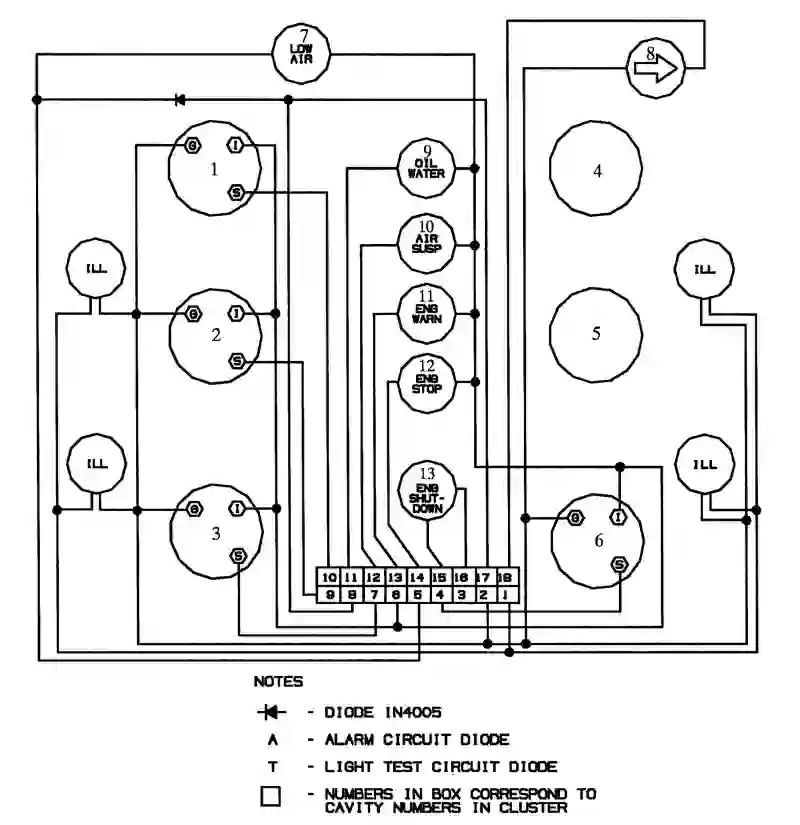 7
LOW
AIR
8
G I
1
S
9
OIL
WATER
4
10
AIR
SUSP
ILL
ILL
11
ENG
WARN
G I
2
S
5
12
ENG
STOP
ILL
ILL
13
ENG
SHUT-
DOWN
G I
3
S
G I
6
S
10 11 12 13 14 15 16 17 18
9 8 7 6 5 4 3 2 1
NOTES
- DIODE IN4005
A - ALARM CIRCUIT DIODE
T - LIGHT TEST CIRCUIT DIODE
- NUMBERS IN BOX CORRESPOND TO
CAVITY NUMBERS IN CLUSTER